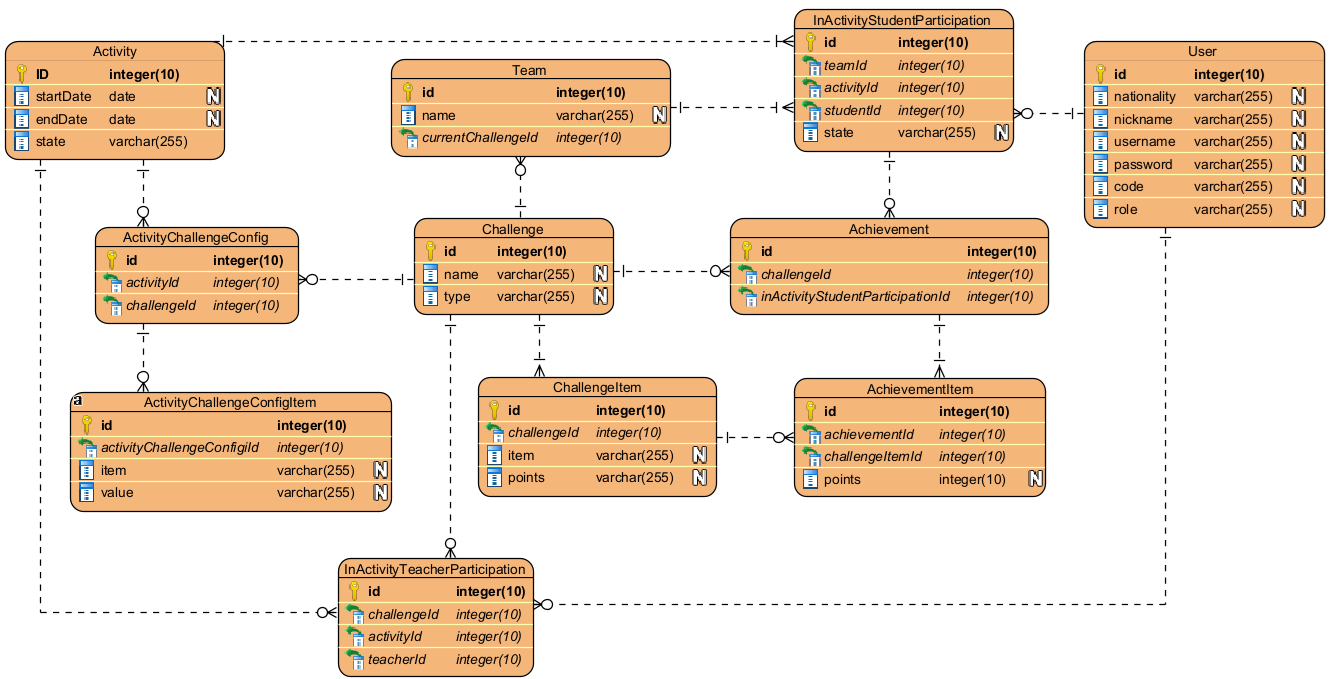 Activity
ID integer(10)
startDate date N
endDate date N
state varchar(255)
Team
id integer(10)
name varchar(255) N
currentChallengeId integer(10)
InActivityStudentParticipation
id integer(10)
teamId integer(10)
activityId integer(10)
studentId integer(10)
state varchar(255) N
User
id integer(10)
nationality varchar(255) N
nickname varchar(255) N
username varchar(255) N
password varchar(255) N
code varchar(255) N
role varchar(255) N
ActivityChallengeConfig
id integer(10)
activityId integer(10)
challengeId integer(10)
Challenge
id integer(10)
name varchar(255) N
type varchar(255) N
Achievement
id integer(10)
challengeId integer(10)
inActivityStudentParticipationId integer(10)
a
ActivityChallengeConfigItem
id integer(10)
activityChallengeConfigiId integer(10)
item varchar(255) N
value varchar(255) N
ChallengeItem
id integer(10)
challengeId integer(10)
item varchar(255) N
points varchar(255) N
AchievementItem
id integer(10)
achievementId integer(10)
challengeItemId integer(10)
points integer(10) N
InActivityTeacherParticipation
id integer(10)
challengeId integer(10)
activityId integer(10)
teacherId integer(10)